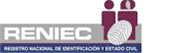 RENIEC
REGISTRO NACIONAL DE IDENTIFICACIÓN Y ESTADO CIVIL